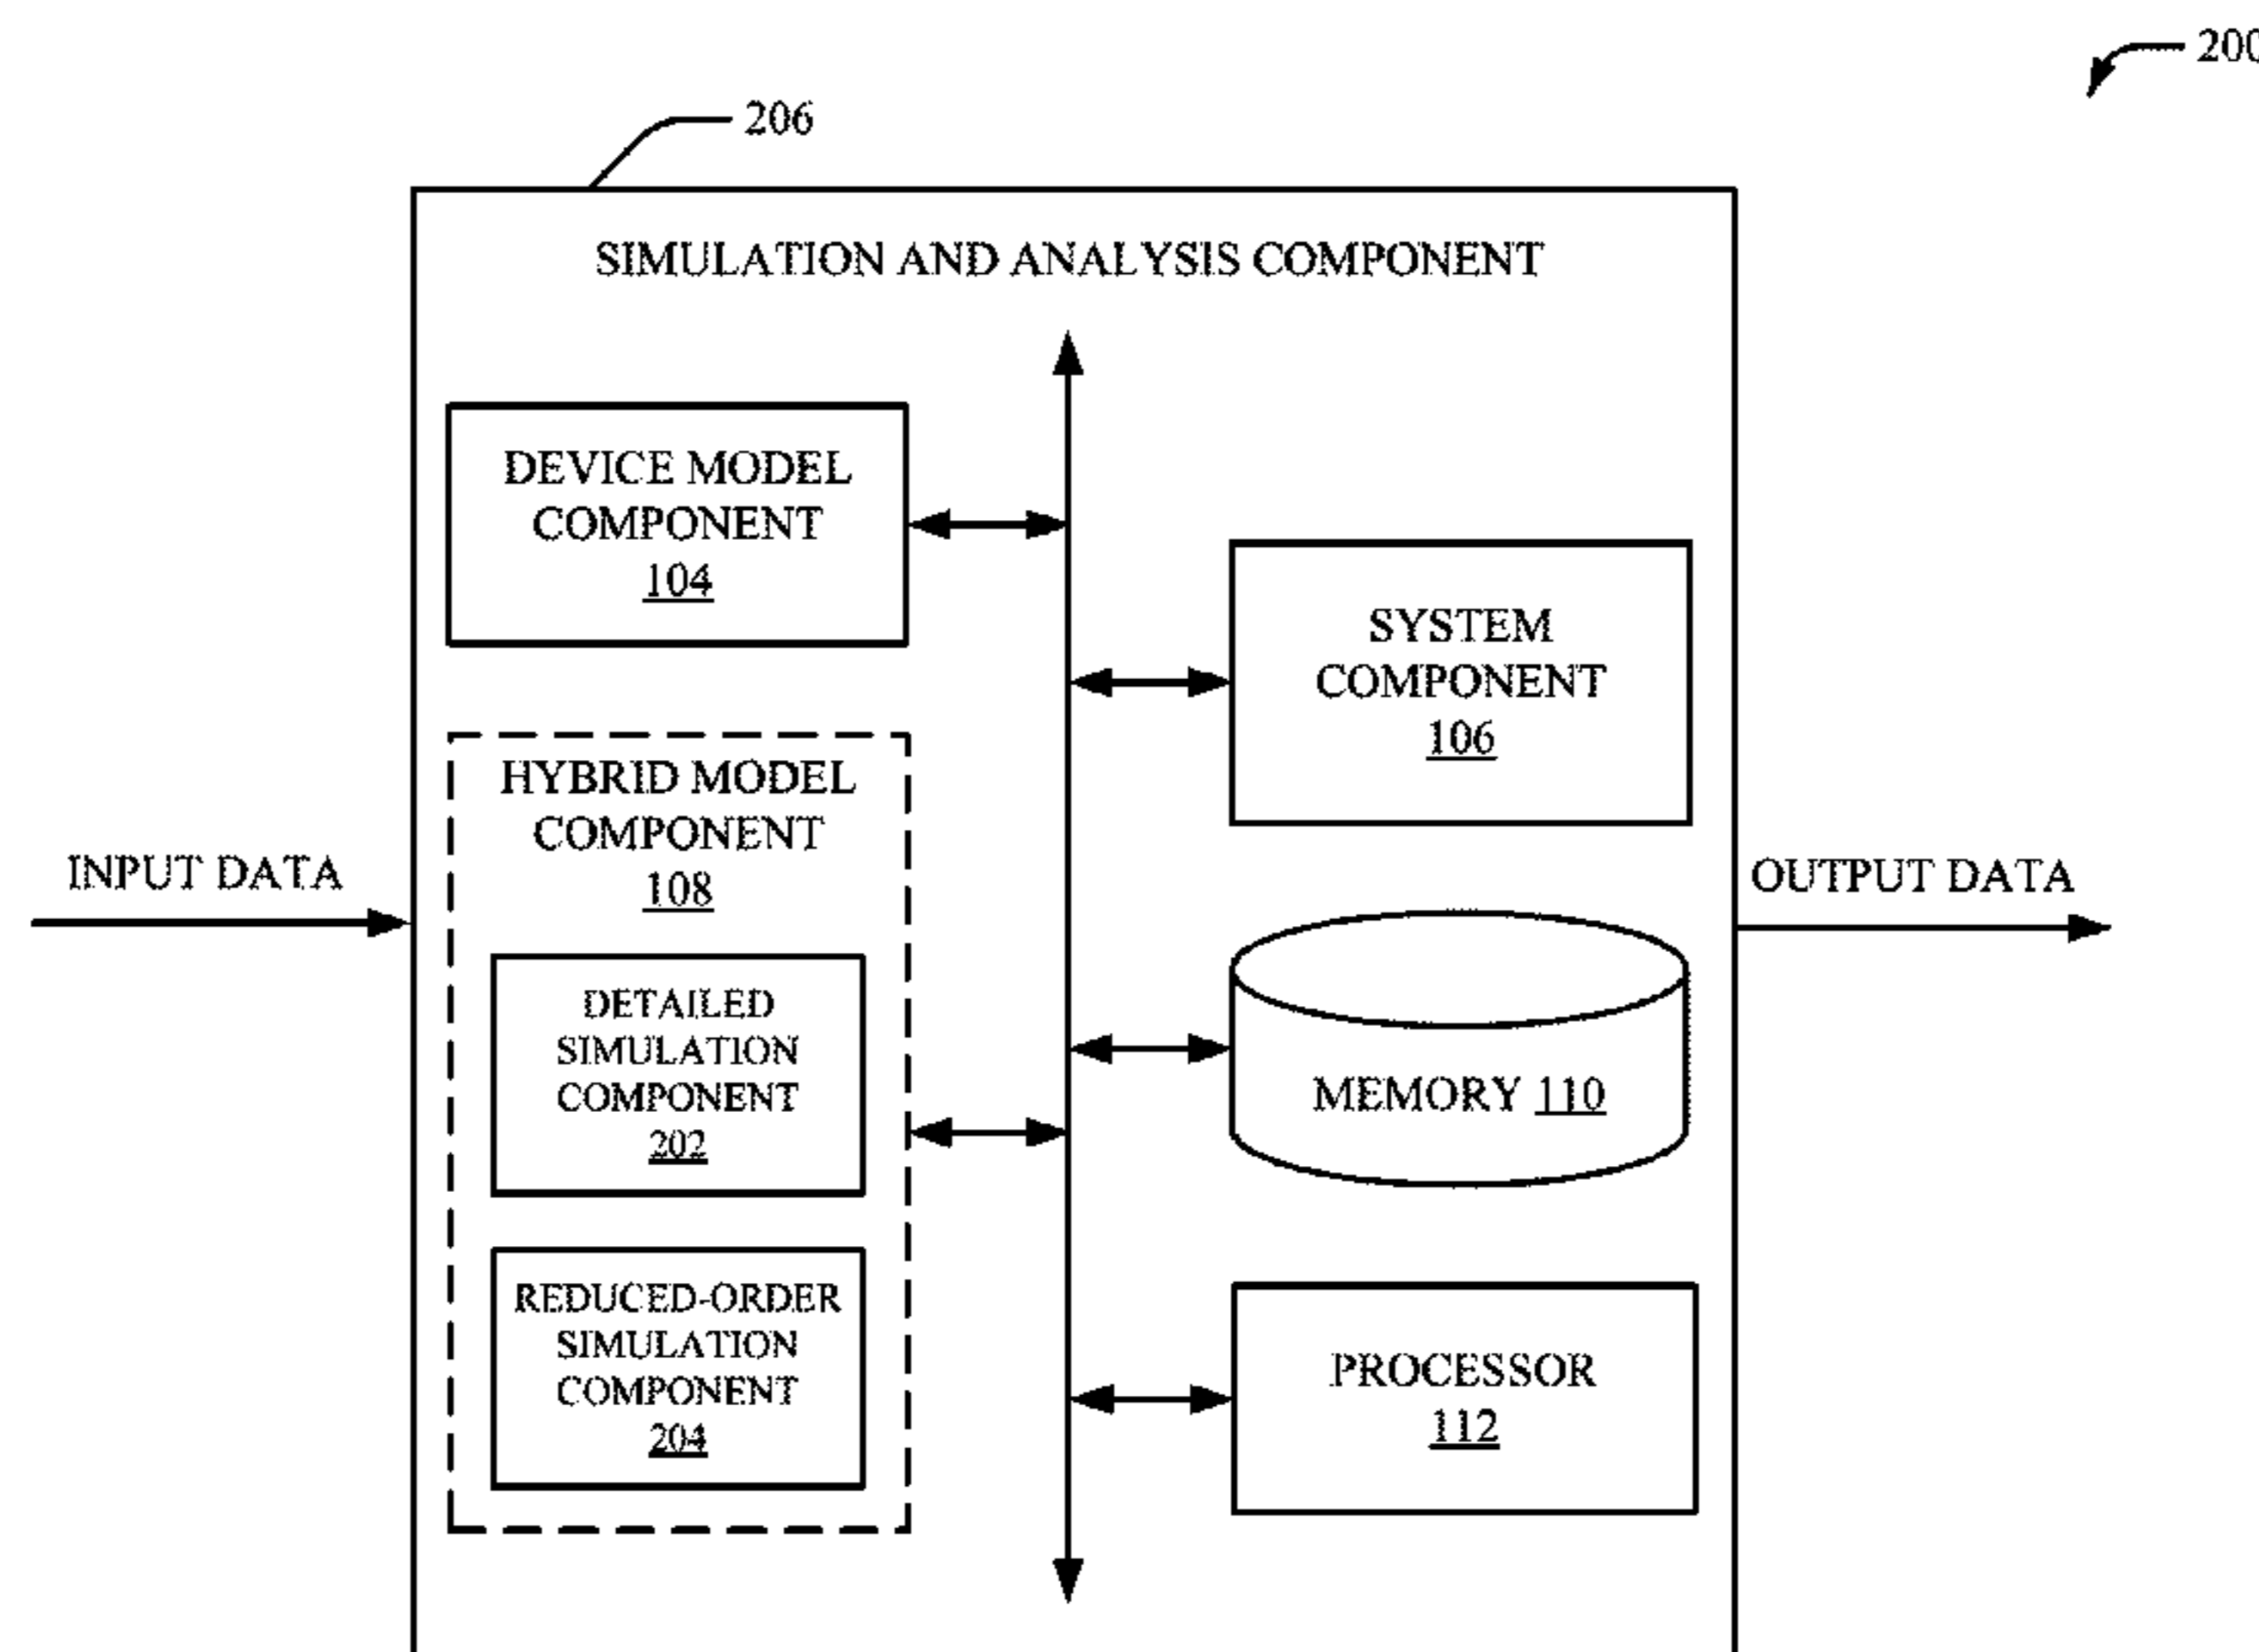 200
206
SIMULATION AND ANALYSIS COMPONENT
DEVICE MODEL
COMPONENT
104
SYSTEM
COMPONENT
106
HYBRID MODEL
COMPONENT
108
INPUT DATA
OUTPUT DATA
DETAILED
SIMULATION
COMPONENT
202
MEMORY 110
REDUCED-ORDER
SIMULATION
COMPONENT
204
PROCESSOR
112